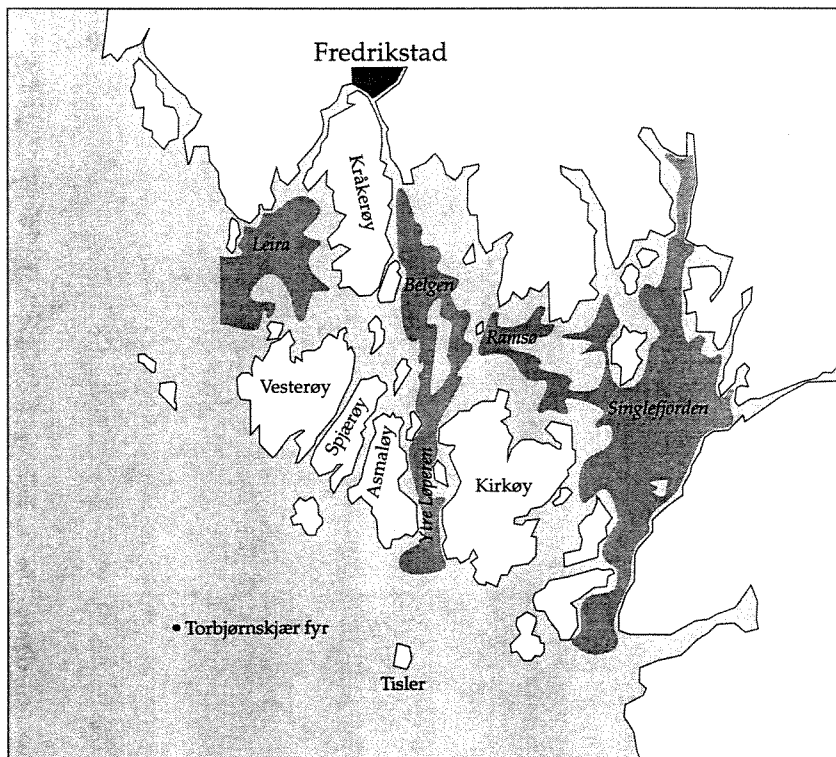 Fredrikstad
Kråkerøy
Leira
Belgen
Ramsø
Vesterøy
Singlefjorden
Spjærøy
Asmaløy
Ytre Løperen
Kirkøy
Torbjørnskjær fyr
Tisler